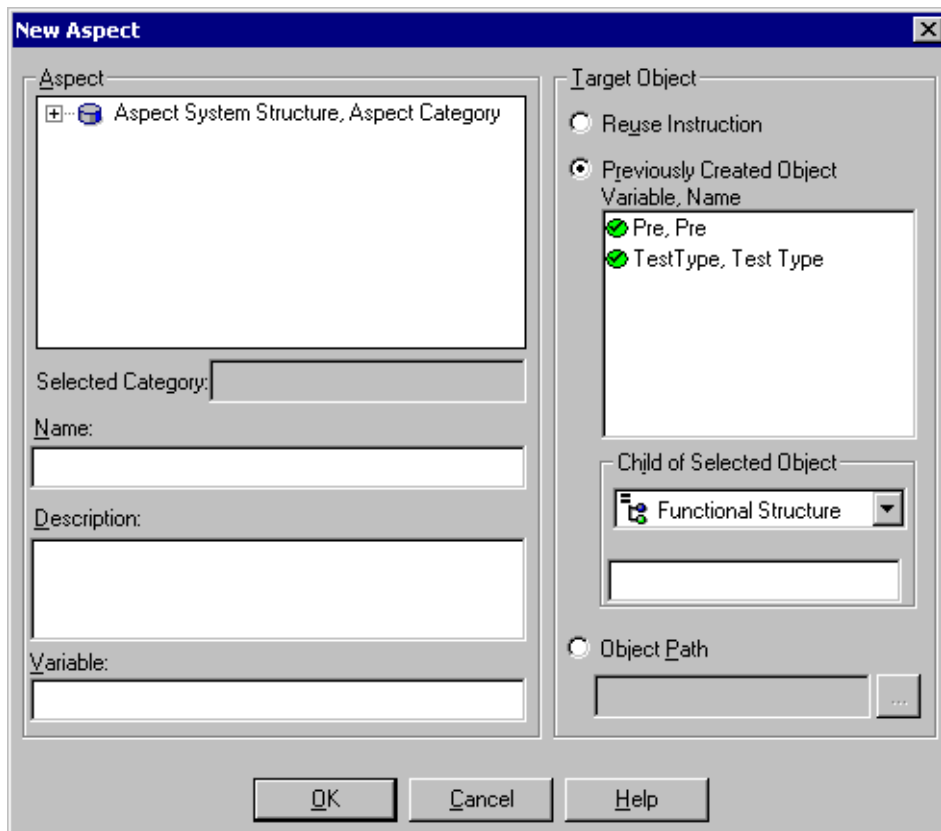 New Aspect
Aspect
Aspect System Structure, Aspect Category
Selected Category:
Name:
Description:
Variable:
Target Object
Reuse Instruction
Previously Created Object
Variable, Name
Pre, Pre
TestType, Test Type
Child of Selected Object
Functional Structure
Object Path
...
OK
Cancel
Help